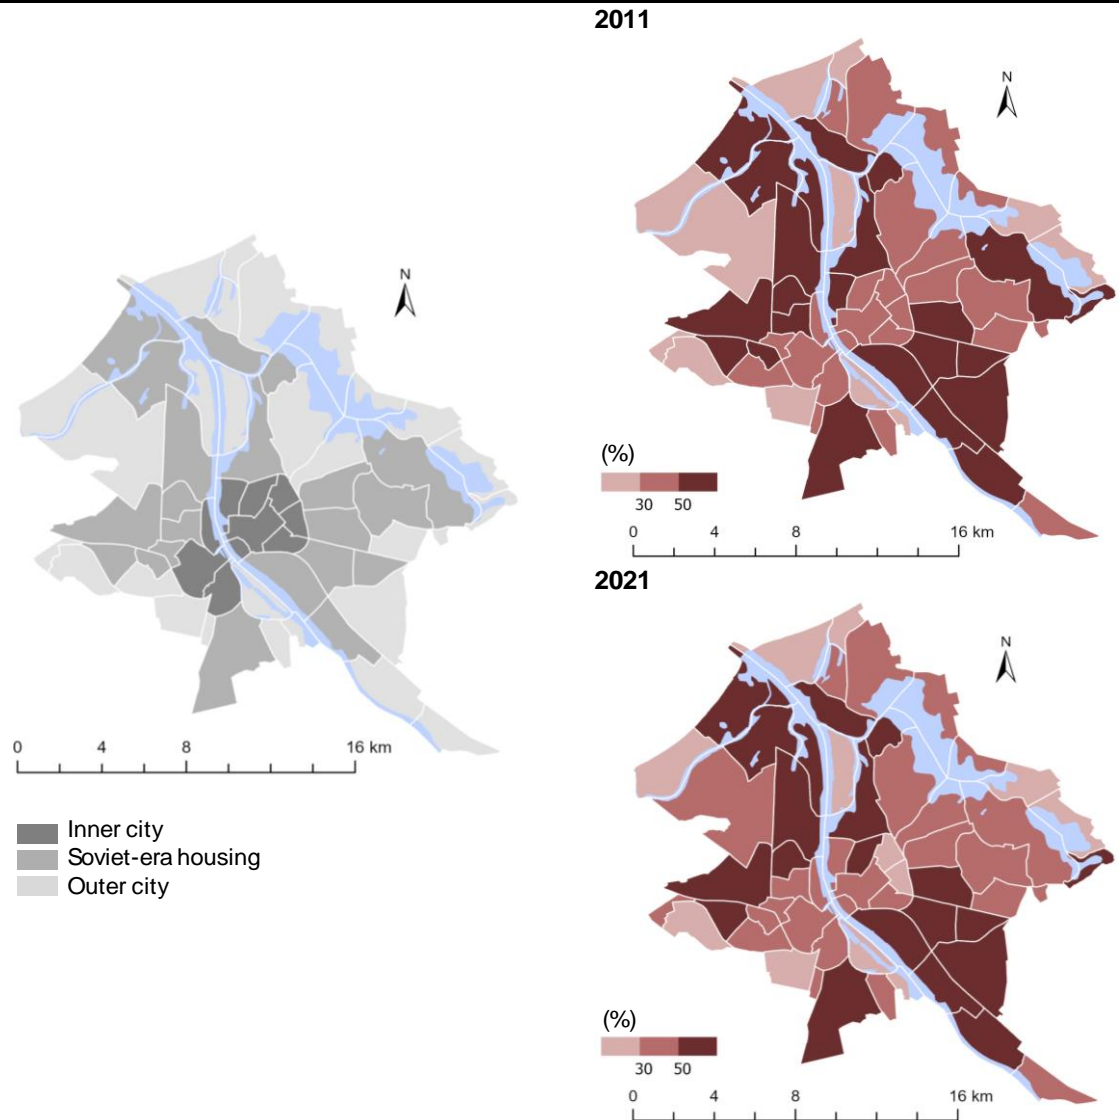 2011
N
(%)
30 50
0 4 8 16 km
N
0 4 8 16 km
Inner city
Soviet-era housing
Outer city
2021
N
(%)
30 50
0 4 8 16 km